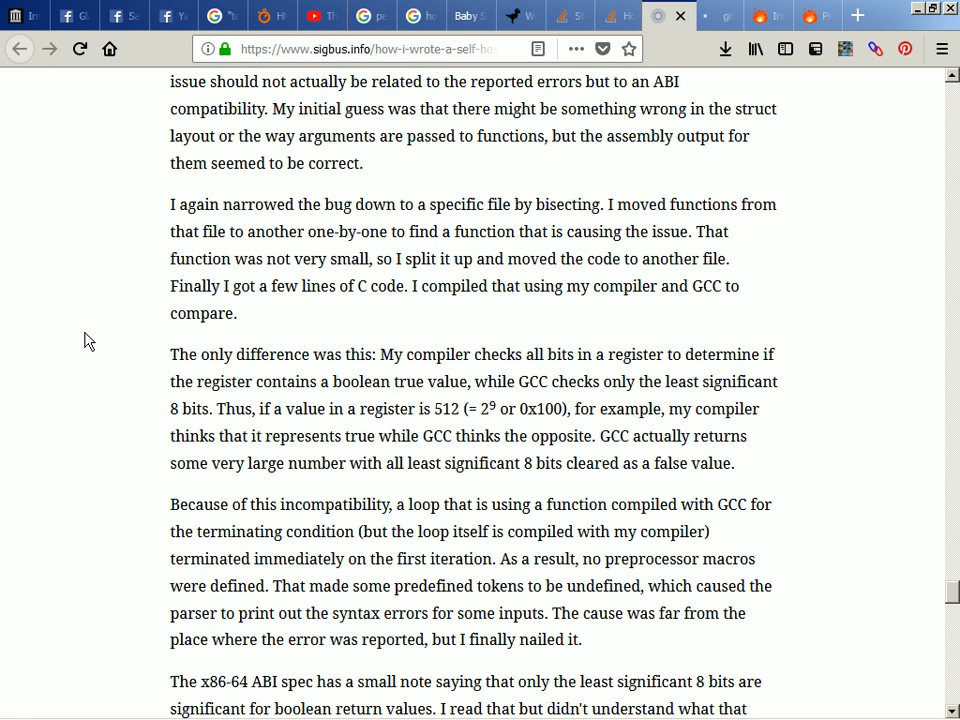 In
Gl
Sa
Ya
"b
HI
Th
pe
ho
Baby S
W
St
Ho
gi
In
Pi
https://www.sigbus.info/how-i-wrote-a-self-hos
issue should not actually be related to the reported errors but to an ABI
compatibility. My initial guess was that there might be something wrong in the struct
layout or the way arguments are passed to functions, but the assembly output for
them seemed to be correct.
I again narrowed the bug down to a specific file by bisecting. I moved functions from
that file to another one-by-one to find a function that is causing the issue. That
function was not very small, so I split it up and moved the code to another file.
Finally I got a few lines of C code. I compiled that using my compiler and GCC to
compare.
The only difference was this: My compiler checks all bits in a register to determine if
the register contains a boolean true value, while GCC checks only the least significant
8 bits. Thus, if a value in a register is 512 (= 2⁹ or 0x100), for example, my compiler
thinks that it represents true while GCC thinks the opposite. GCC actually returns
some very large number with all least significant 8 bits cleared as a false value.
Because of this incompatibility, a loop that is using a function compiled with GCC for
the terminating condition (but the loop itself is compiled with my compiler)
terminated immediately on the first iteration. As a result, no preprocessor macros
were defined. That made some predefined tokens to be undefined, which caused the
parser to print out the syntax errors for some inputs. The cause was far from the
place where the error was reported, but I finally nailed it.
The x86-64 ABI spec has a small note saying that only the least significant 8 bits are
significant for boolean return values. I read that but didn't understand what that